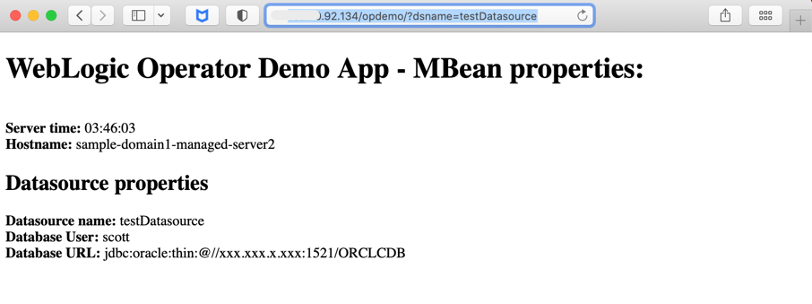 0.92.134/opdemo/?dsname=testDatasource
WebLogic Operator Demo App - MBean properties:
Server time: 03:46:03
Hostname: sample-domain1-managed-server2
Datasource properties
Datasource name: testDatasource
Database User: scott
Database URL: jdbc:oracle:thin:@//xxx.xxx.x.xxx:1521/ORCLCDB